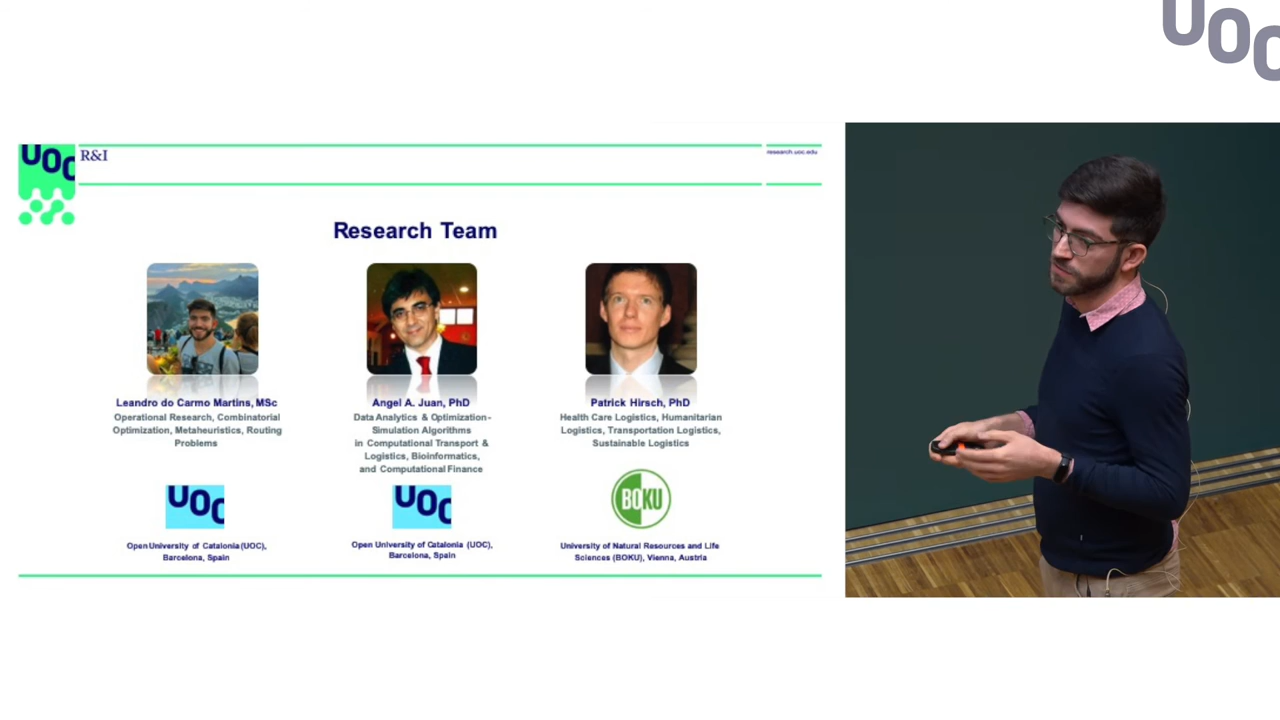 UOC
UOC
R&I
research.uoc.edu
Research Team
Leandro do Carmo Martins, MSc
Operational Research, Combinatorial
Optimization, Metaheuristics, Routing
Problems
UOC
Open University of Catalonia (UOC),
Barcelona, Spain
Angel A. Juan, PhD
Data Analytics & Optimization-
Simulation Algorithms
in Computational Transport &
Logistics, Bioinformatics,
and Computational Finance
UOC
Open University of Catalonia (UOC),
Barcelona, Spain
Patrick Hirsch, PhD
Health Care Logistics, Humanitarian
Logistics, Transportation Logistics,
Sustainable Logistics
BOKU
University of Natural Resources and Life
Sciences (BOKU), Vienna, Austria